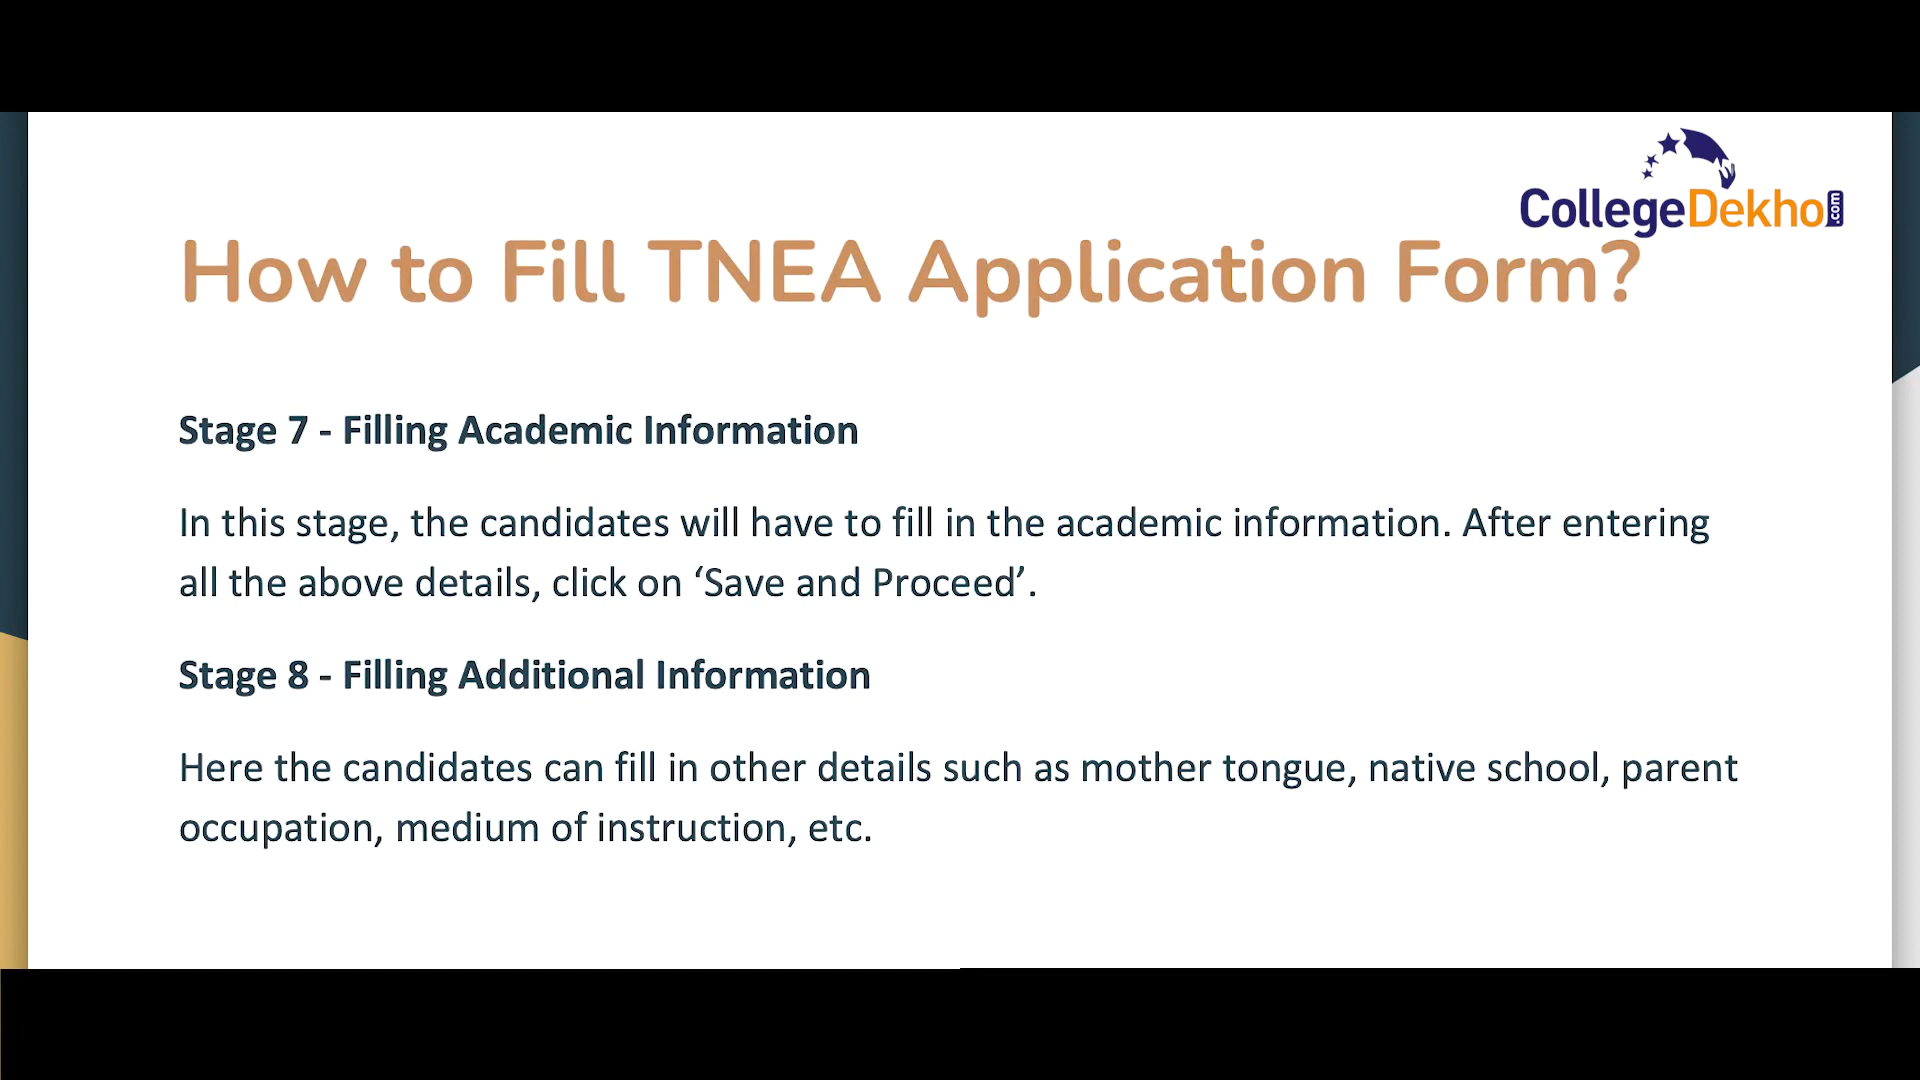 CollegeDekho.com
How to Fill TNEA Application Form?
Stage 7 - Filling Academic Information
In this stage, the candidates will have to fill in the academic information. After entering
all the above details, click on ‘Save and Proceed’.
Stage 8 - Filling Additional Information
Here the candidates can fill in other details such as mother tongue, native school, parent
occupation, medium of instruction, etc.